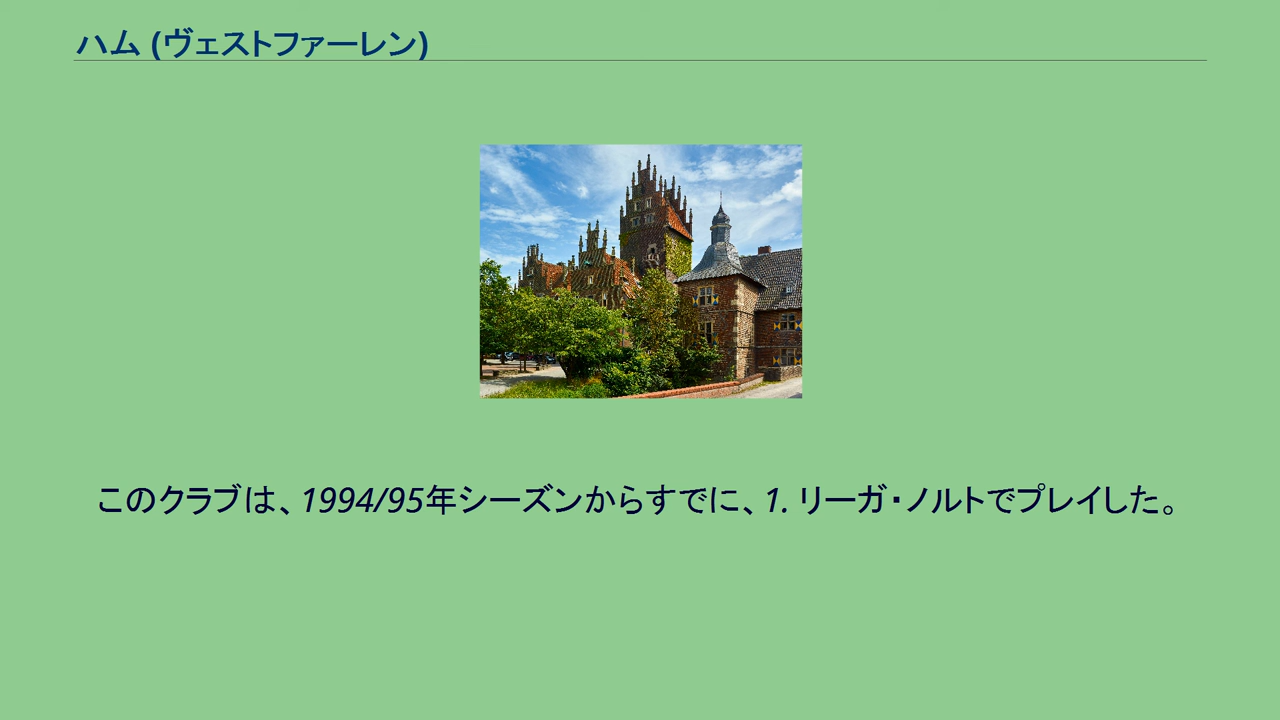 ハム (ヴェストファーレン)
このクラブは、1994/95年シーズンからすでに、1. リーガ・ノルトでプレイした。